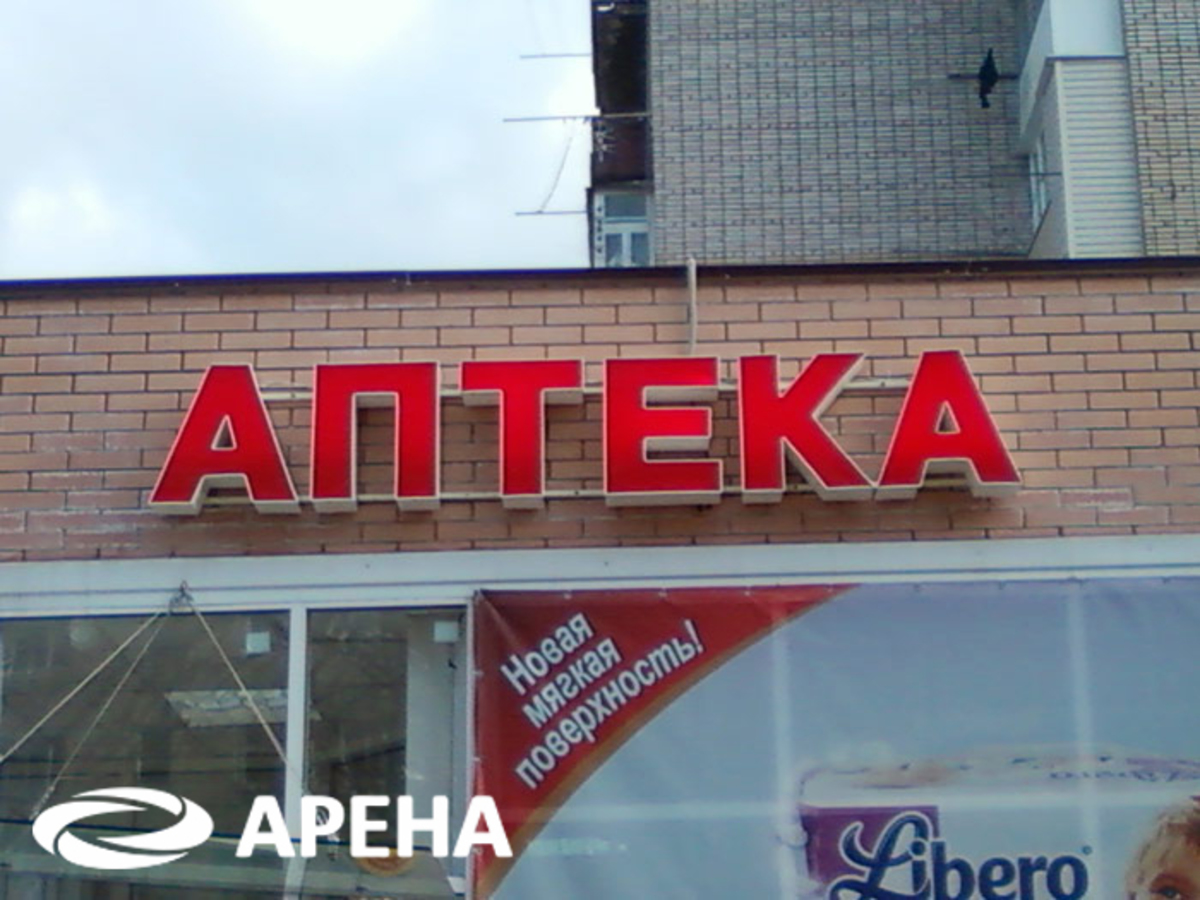 АПТЕКА
Новая
мягкая
поверхность!
Libero
АРЕНА